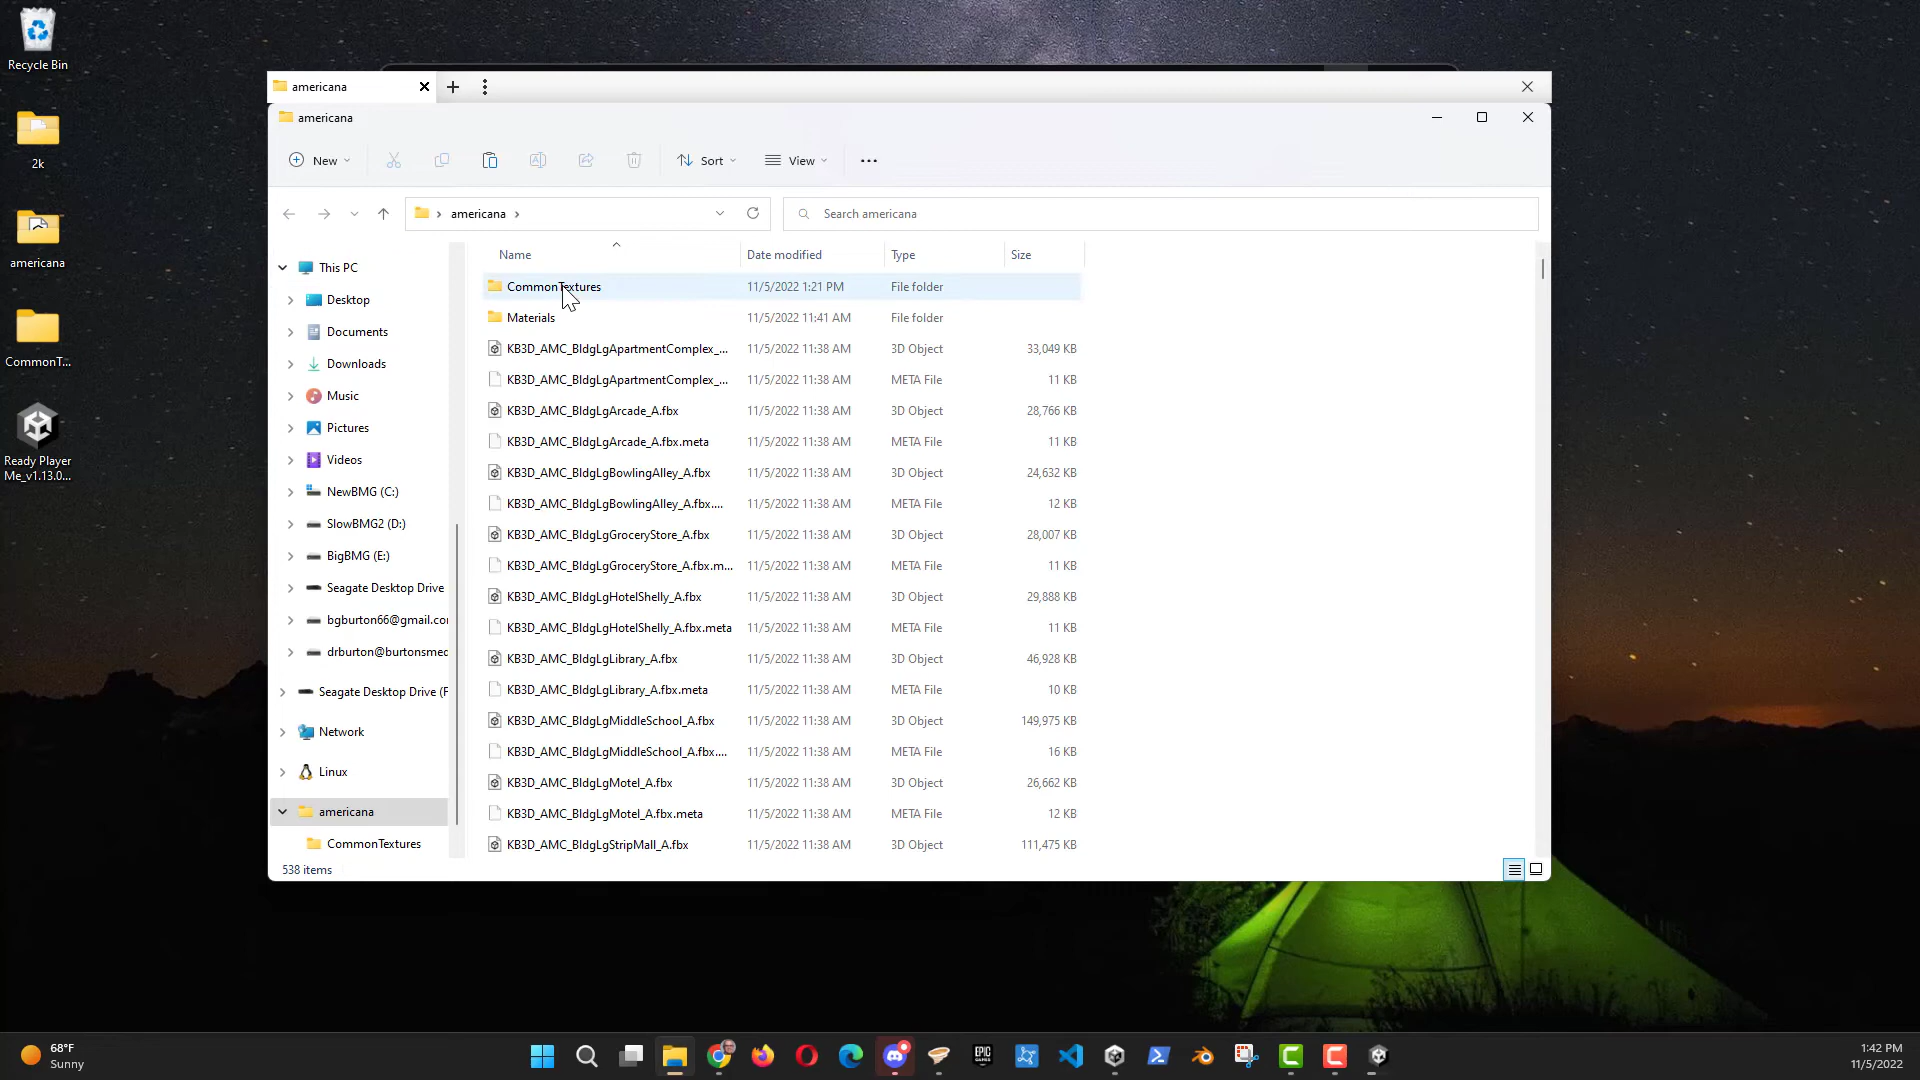 Recycle Bin
2k
americana
CommonT...
Ready Player
Me_v1.13.0...
americana
americana
New
Sort
View
americana
Search americana
This PC
Desktop
Documents
Downloads
Music
Pictures
Videos
NewBMG (C:)
SlowBMG2 (D:)
BigBMG (E:)
Seagate Desktop Drive
bgburton66@gmail.co
drburton@burtonsmed
Seagate Desktop Drive (F
Network
Linux
americana
CommonTextures
Name Date modified Type Size
CommonTextures 11/5/2022 1:21 PM File folder
Materials 11/5/2022 11:41 AM File folder
KB3D_AMC_BldgLgApartmentComplex_... 11/5/2022 11:38 AM 3D Object 33,049 KB
KB3D_AMC_BldgLgApartmentComplex_... 11/5/2022 11:38 AM META File 11 KB
KB3D_AMC_BldgLgArcade_A.fbx 11/5/2022 11:38 AM 3D Object 28,766 KB
KB3D_AMC_BldgLgArcade_A.fbx.meta 11/5/2022 11:38 AM META File 11 KB
KB3D_AMC_BldgLgBowlingAlley_A.fbx 11/5/2022 11:38 AM 3D Object 24,632 KB
KB3D_AMC_BldgLgBowlingAlley_A.fbx.... 11/5/2022 11:38 AM META File 12 KB
KB3D_AMC_BldgLgGroceryStore_A.fbx 11/5/2022 11:38 AM 3D Object 28,007 KB
KB3D_AMC_BldgLgGroceryStore_A.fbx.m... 11/5/2022 11:38 AM META File 11 KB
KB3D_AMC_BldgLgHotelShelly_A.fbx 11/5/2022 11:38 AM 3D Object 29,888 KB
KB3D_AMC_BldgLgHotelShelly_A.fbx.meta 11/5/2022 11:38 AM META File 11 KB
KB3D_AMC_BldgLgLibrary_A.fbx 11/5/2022 11:38 AM 3D Object 46,928 KB
KB3D_AMC_BldgLgLibrary_A.fbx.meta 11/5/2022 11:38 AM META File 10 KB
KB3D_AMC_BldgLgMiddleSchool_A.fbx 11/5/2022 11:38 AM 3D Object 149,975 KB
KB3D_AMC_BldgLgMiddleSchool_A.fbx.... 11/5/2022 11:38 AM META File 16 KB
KB3D_AMC_BldgLgMotel_A.fbx 11/5/2022 11:38 AM 3D Object 26,662 KB
KB3D_AMC_BldgLgMotel_A.fbx.meta 11/5/2022 11:38 AM META File 12 KB
KB3D_AMC_BldgLgStripMall_A.fbx 11/5/2022 11:38 AM 3D Object 111,475 KB
538 items
68°F
Sunny
EPIC
GAMES
1:42 PM
11/5/2022